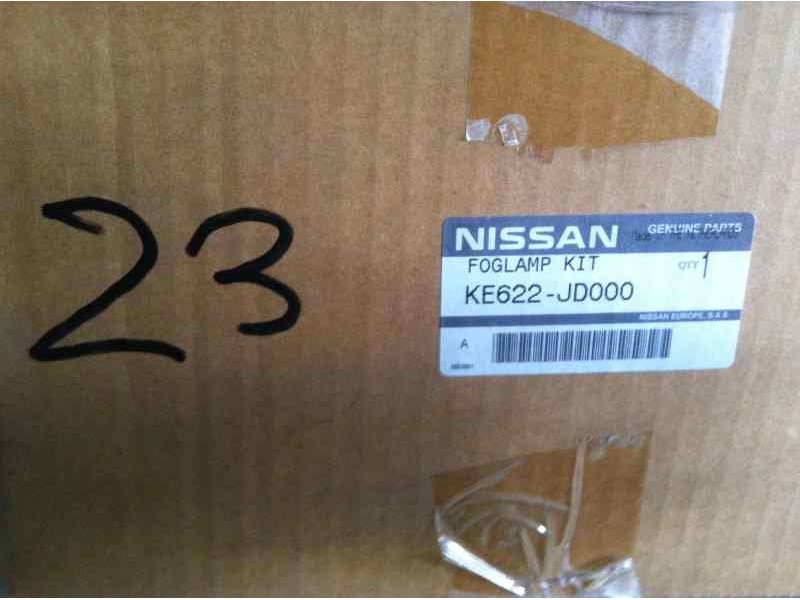 23
NISSAN GENUINE PARTS
FOGLAMP KIT QTY 1
KE622-JD000
NISSAN EUROPE, S.A.S.
A